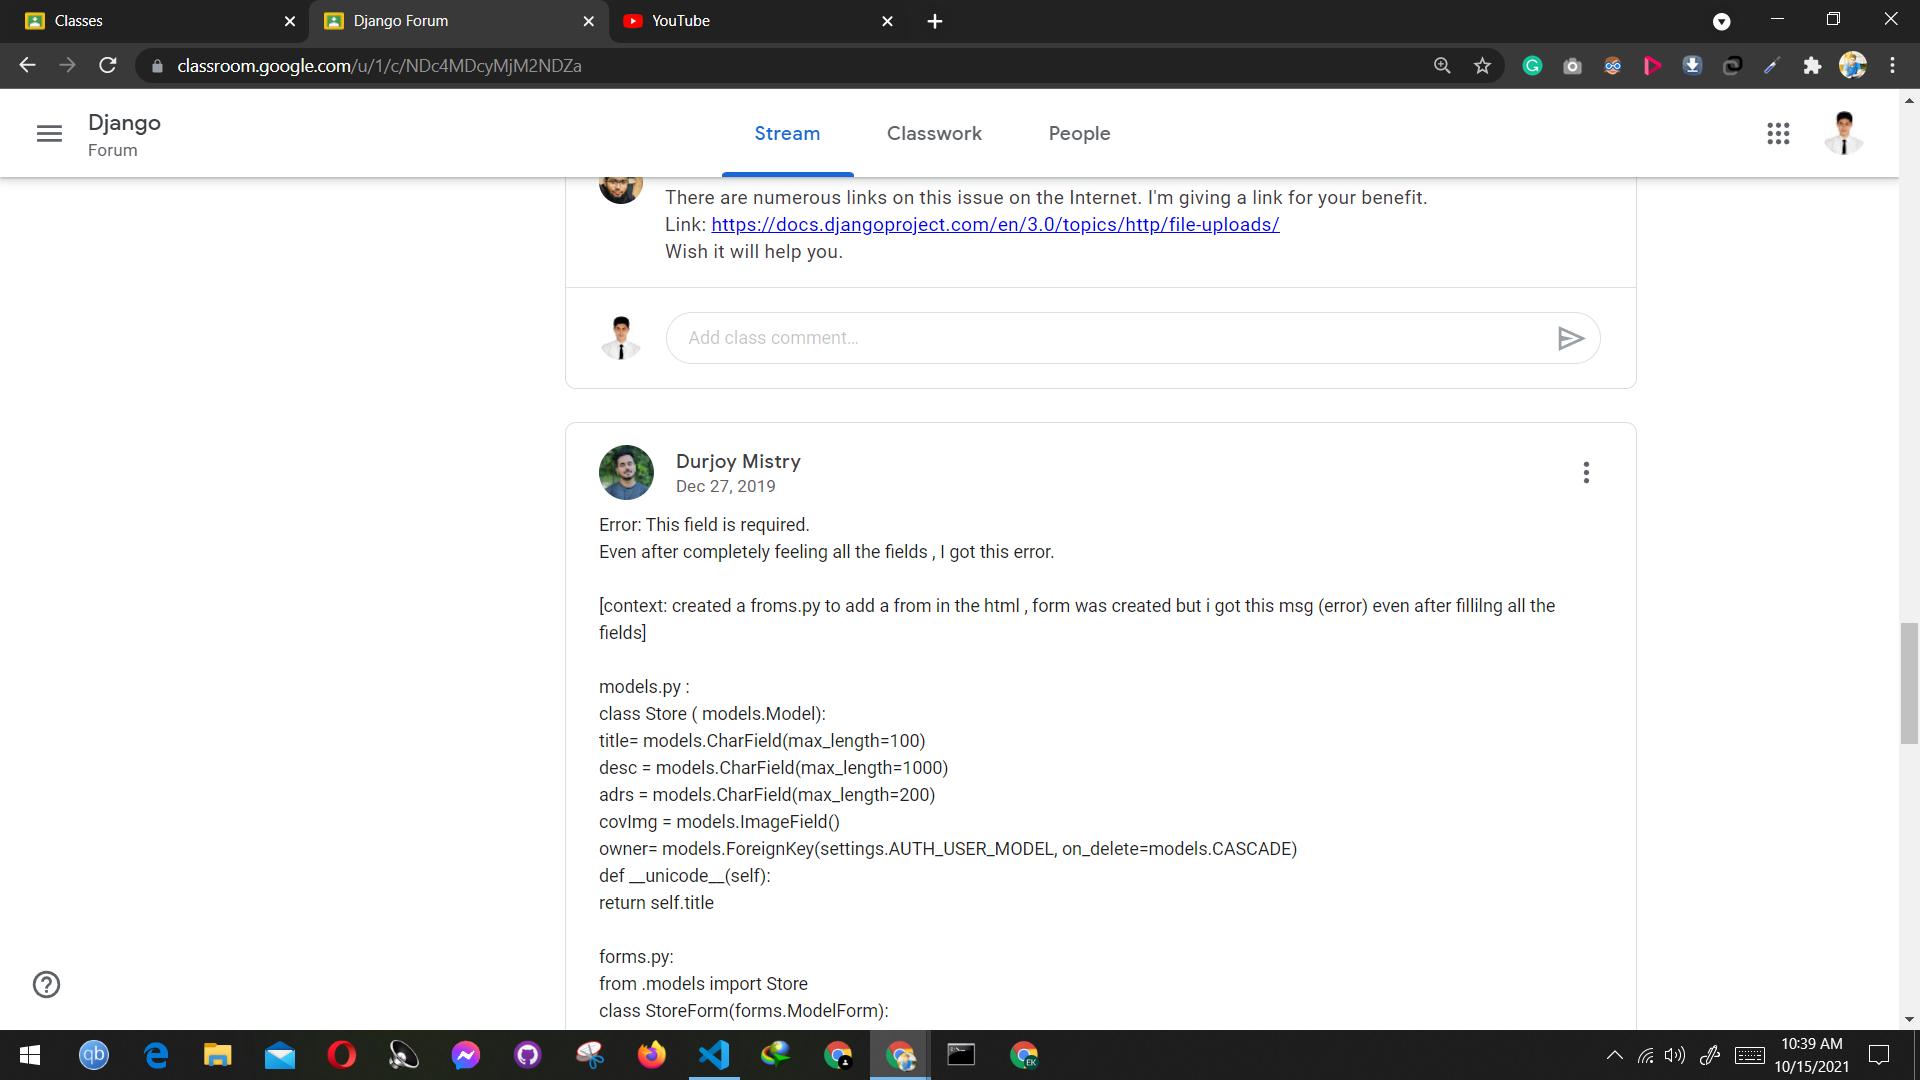 Classes
Django Forum
YouTube
classroom.google.com/u/1/c/NDc4MDcyMjM2NDZa
Django
Forum
Stream
Classwork
People
There are numerous links on this issue on the Internet. I'm giving a link for your benefit.
Link: https://docs.djangoproject.com/en/3.0/topics/http/file-uploads/
Wish it will help you.
Add class comment...
Durjoy Mistry
Dec 27, 2019
Error: This field is required.
Even after completely feeling all the fields , I got this error.
[context: created a froms.py to add a from in the html , form was created but i got this msg (error) even after fillilng all the
fields]
models.py :
class Store ( models.Model):
title= models.CharField(max_length=100)
desc = models.CharField(max_length=1000)
adrs = models.CharField(max_length=200)
covImg = models.ImageField()
owner= models.ForeignKey(settings.AUTH_USER_MODEL, on_delete=models.CASCADE)
def __unicode__(self):
return self.title
forms.py:
from .models import Store
class StoreForm(forms.ModelForm):
qb
EK
10:39 AM
10/15/2021